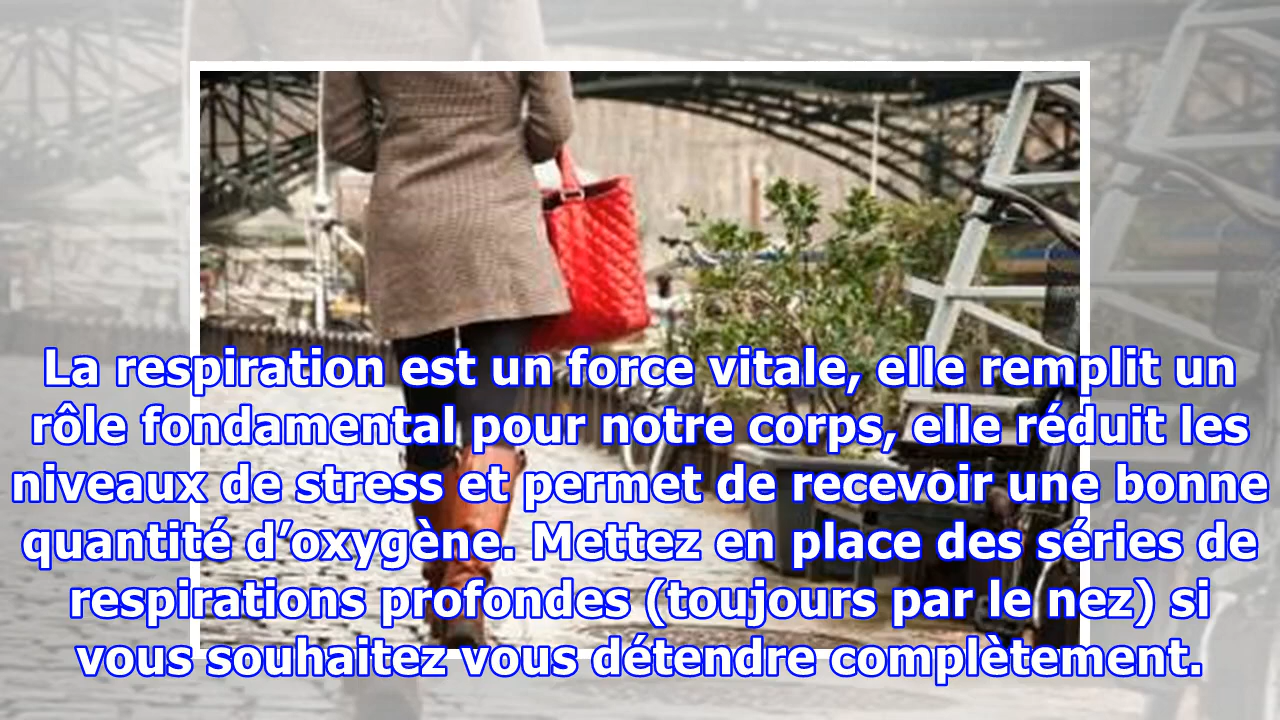 La respiration est un force vitale, elle remplit un
rôle fondamental pour notre corps, elle réduit les
niveaux de stress et permet de recevoir une bonne
quantité d’oxygène. Mettez en place des séries de
respirations profondes (toujours par le nez) si
vous souhaitez vous détendre complètement.